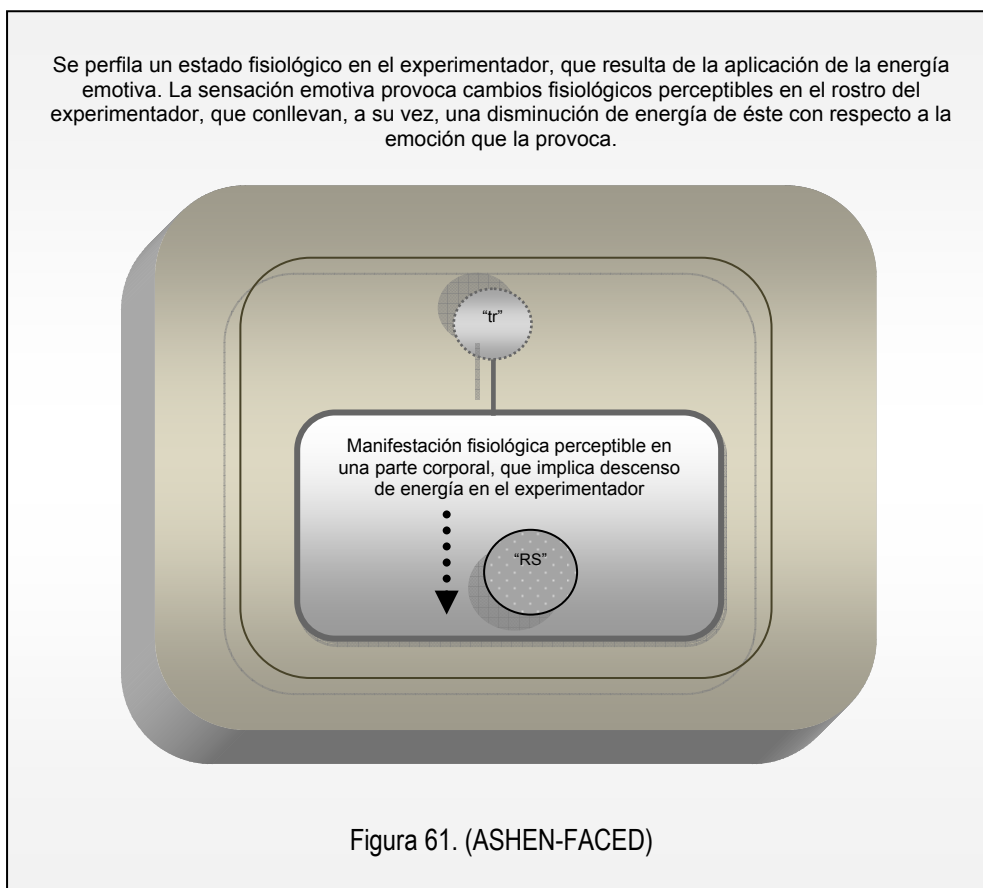 Se perfila un estado fisiológico en el experimentador, que resulta de la aplicación de la energía
emotiva. La sensación emotiva provoca cambios fisiológicos perceptibles en el rostro del
experimentador, que conllevan, a su vez, una disminución de energía de éste con respecto a la
emoción que la provoca.
“tr”
Manifestación fisiológica perceptible en
una parte corporal, que implica descenso
de energía en el experimentador
“RS”
Figura 61. (ASHEN-FACED)